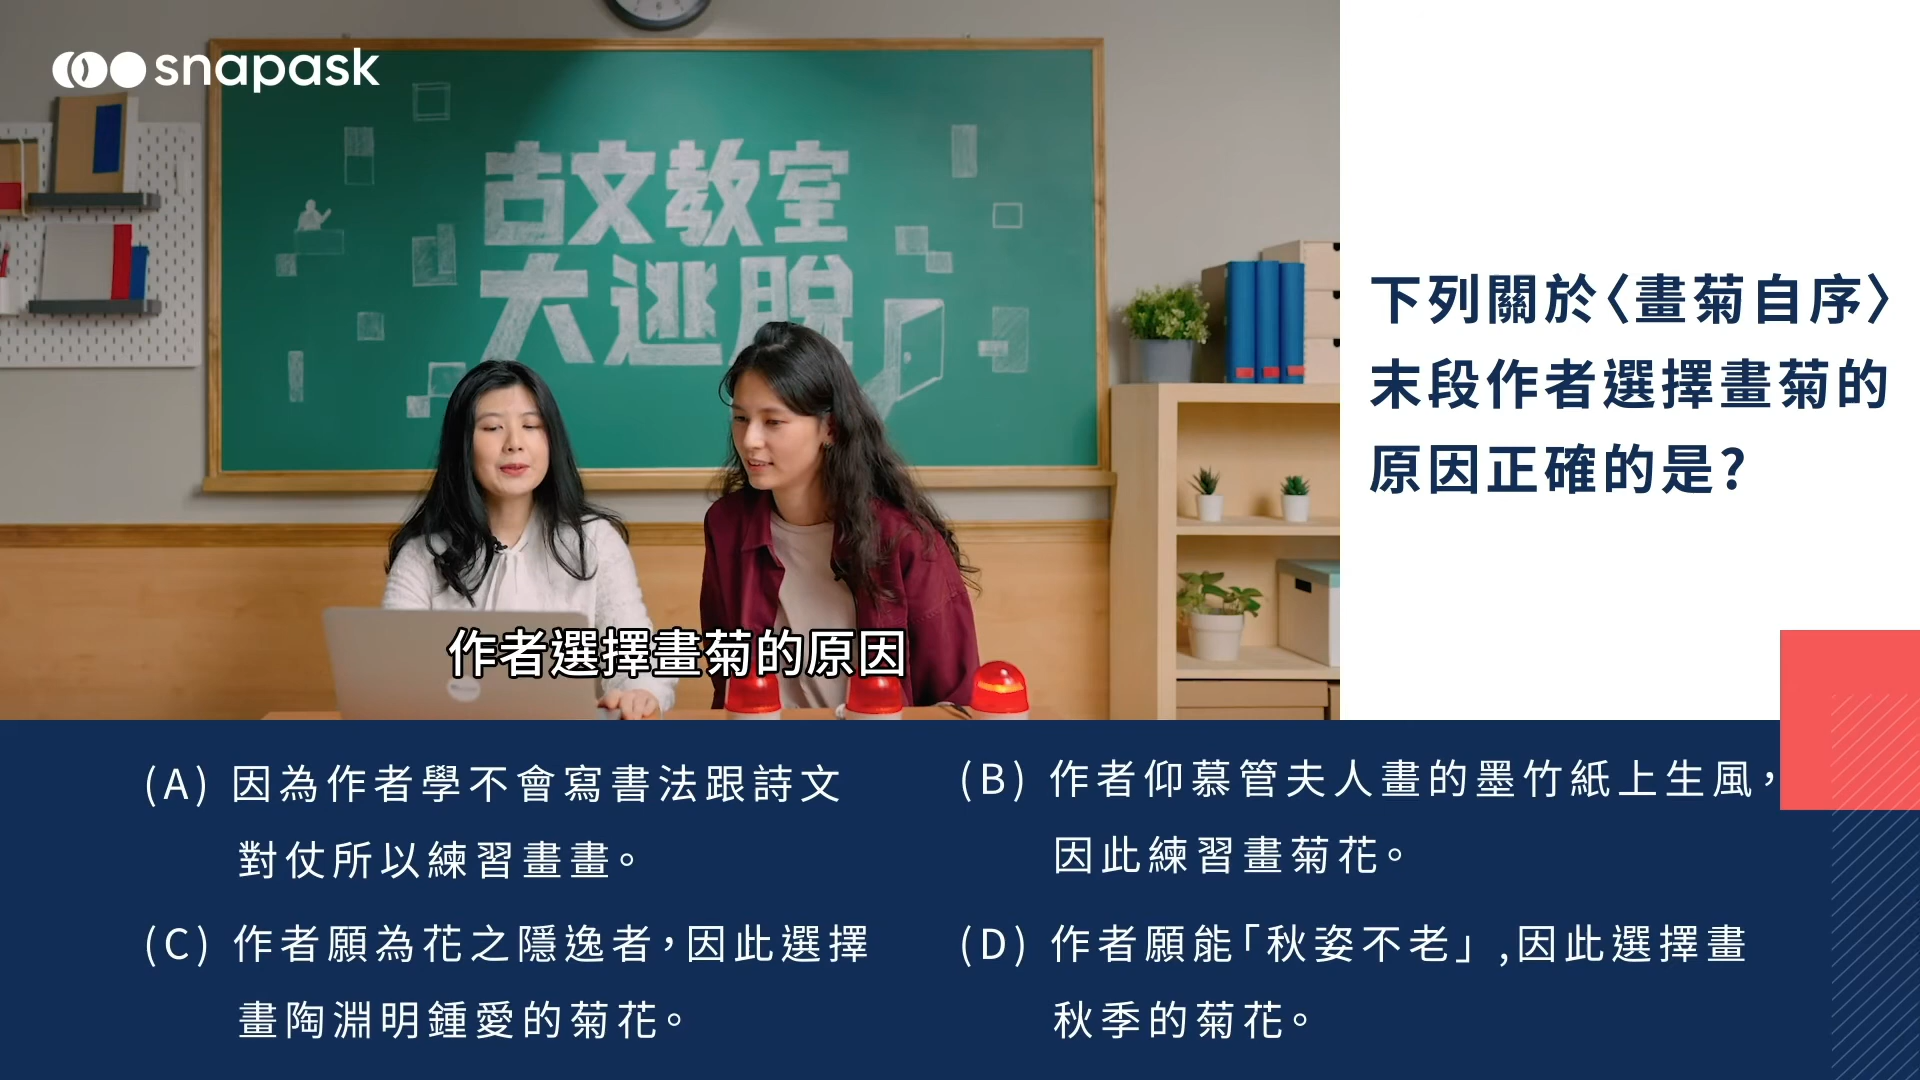 snapask
古文教室
大逃脫
下列關於〈畫菊自序〉
末段作者選擇畫菊的
原因正確的是?
作者選擇畫菊的原因
(A) 因為作者學不會寫書法跟詩文
對仗所以練習畫畫。
(B) 作者仰慕管夫人畫的墨竹紙上生風，
因此練習畫菊花。
(C) 作者願為花之隱逸者，因此選擇
畫陶淵明鍾愛的菊花。
(D) 作者願能「秋姿不老」,因此選擇畫
秋季的菊花。